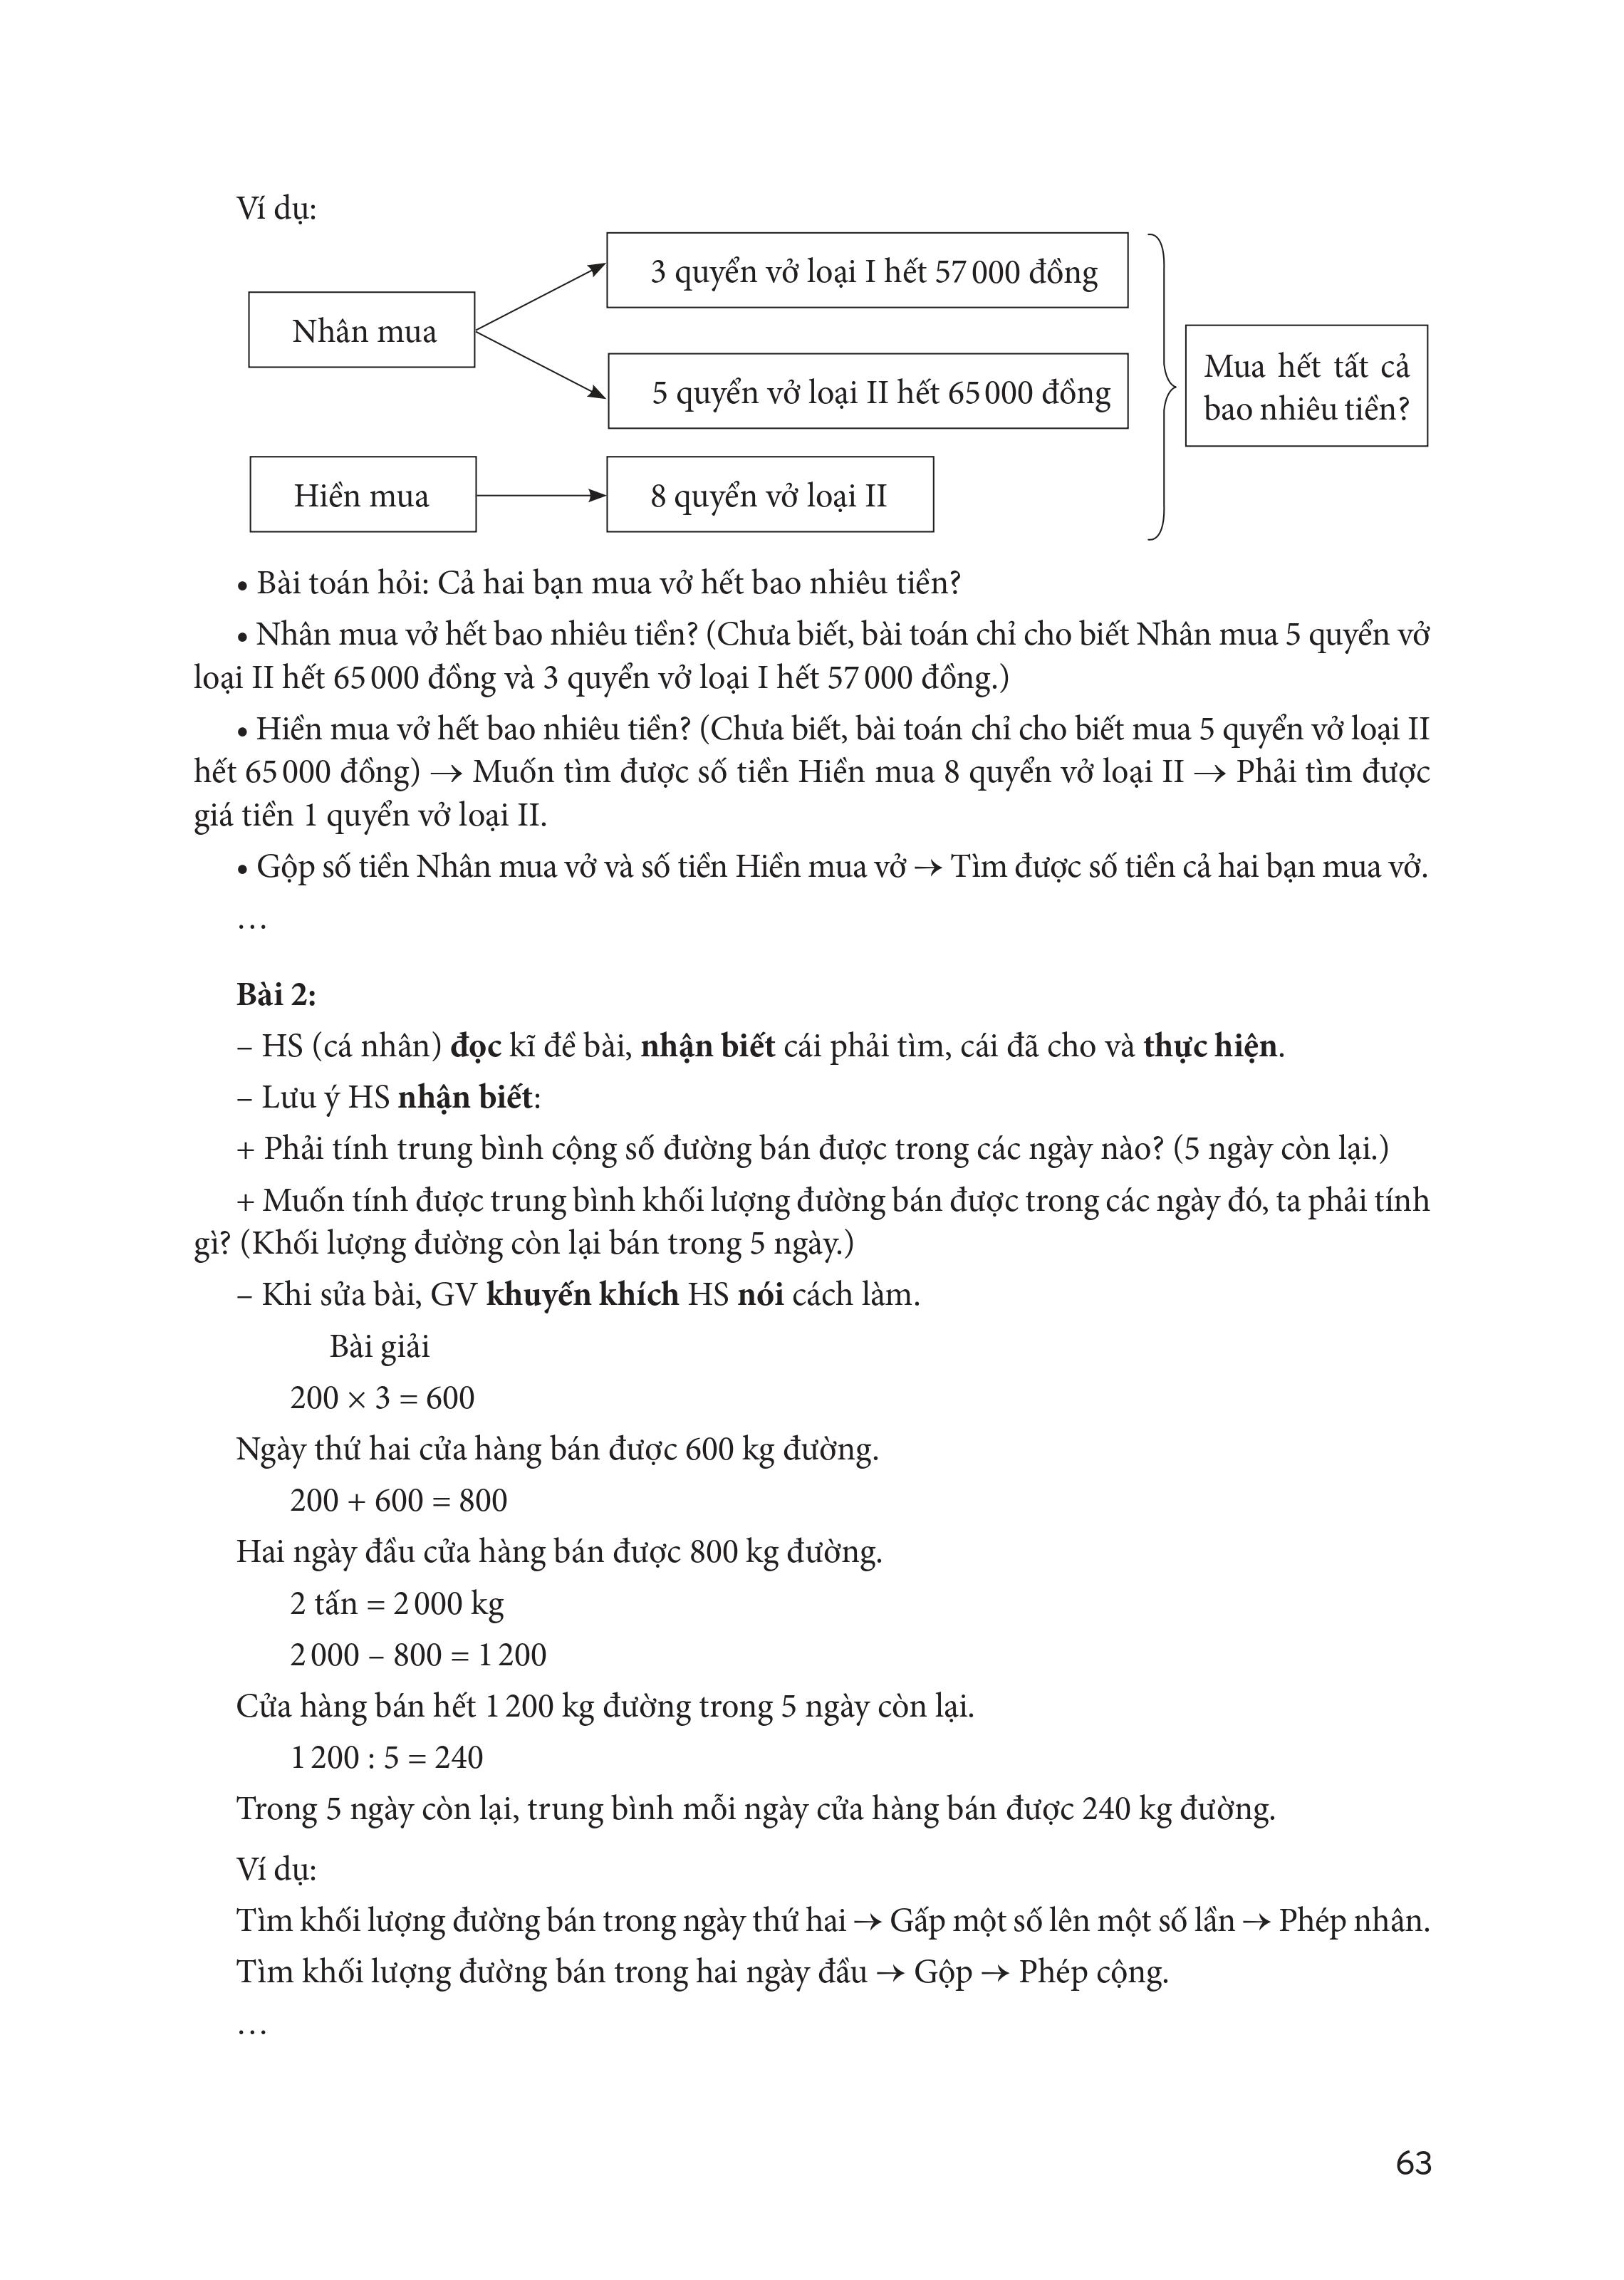 Ví dụ:
3 quyển vở loại I hết 57 000 đồng
Nhân mua
5 quyển vở loại II hết 65 000 đồng
Mua hết tất cả
bao nhiêu tiền?
Hiền mua
8 quyển vở loại II
• Bài toán hỏi: Cả hai bạn mua vở hết bao nhiêu tiền?
• Nhân mua vở hết bao nhiêu tiền? (Chưa biết, bài toán chỉ cho biết Nhân mua 5 quyển vở
loại II hết 65 000 đồng và 3 quyển vở loại I hết 57 000 đồng.)
• Hiền mua vở hết bao nhiêu tiền? (Chưa biết, bài toán chỉ cho biết mua 5 quyển vở loại II
hết 65 000 đồng) → Muốn tìm được số tiền Hiền mua 8 quyển vở loại II → Phải tìm được
giá tiền 1 quyển vở loại II.
• Gộp số tiền Nhân mua vở và số tiền Hiền mua vở → Tìm được số tiền cả hai bạn mua vở.
…
Bài 2:
– HS (cá nhân) đọc kĩ đề bài, nhận biết cái phải tìm, cái đã cho và thực hiện.
– Lưu ý HS nhận biết:
+ Phải tính trung bình cộng số đường bán được trong các ngày nào? (5 ngày còn lại.)
+ Muốn tính được trung bình khối lượng đường bán được trong các ngày đó, ta phải tính
gì? (Khối lượng đường còn lại bán trong 5 ngày.)
– Khi sửa bài, GV khuyến khích HS nói cách làm.
Bài giải
200 × 3 = 600
Ngày thứ hai cửa hàng bán được 600 kg đường.
200 + 600 = 800
Hai ngày đầu cửa hàng bán được 800 kg đường.
2 tấn = 2 000 kg
2 000 – 800 = 1 200
Cửa hàng bán hết 1 200 kg đường trong 5 ngày còn lại.
1 200 : 5 = 240
Trong 5 ngày còn lại, trung bình mỗi ngày cửa hàng bán được 240 kg đường.
Ví dụ:
Tìm khối lượng đường bán trong ngày thứ hai → Gấp một số lên một số lần → Phép nhân.
Tìm khối lượng đường bán trong hai ngày đầu → Gộp → Phép cộng.
…
63